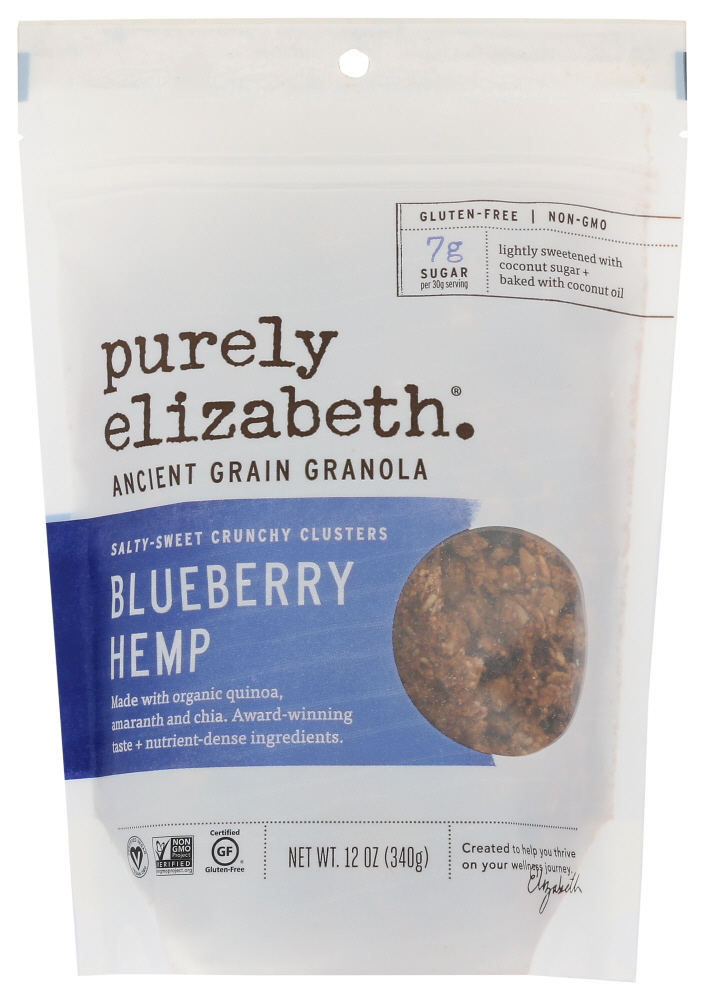 GLUTEN-FREE | NON-GMO
7g
SUGAR
per 30g serving
lightly sweetened with
coconut sugar +
baked with coconut oil
purely
elizabeth.®
ANCIENT GRAIN GRANOLA
SALTY-SWEET CRUNCHY CLUSTERS
BLUEBERRY
HEMP
Made with organic quinoa,
amaranth and chia. Award-winning
taste + nutrient-dense ingredients.
NON
GMO
Project
VERIFIED
Certified
GF
Gluten-Free
NET WT. 12 OZ (340g)
Created to help you thrive
on your wellness journey.
Elizabeth